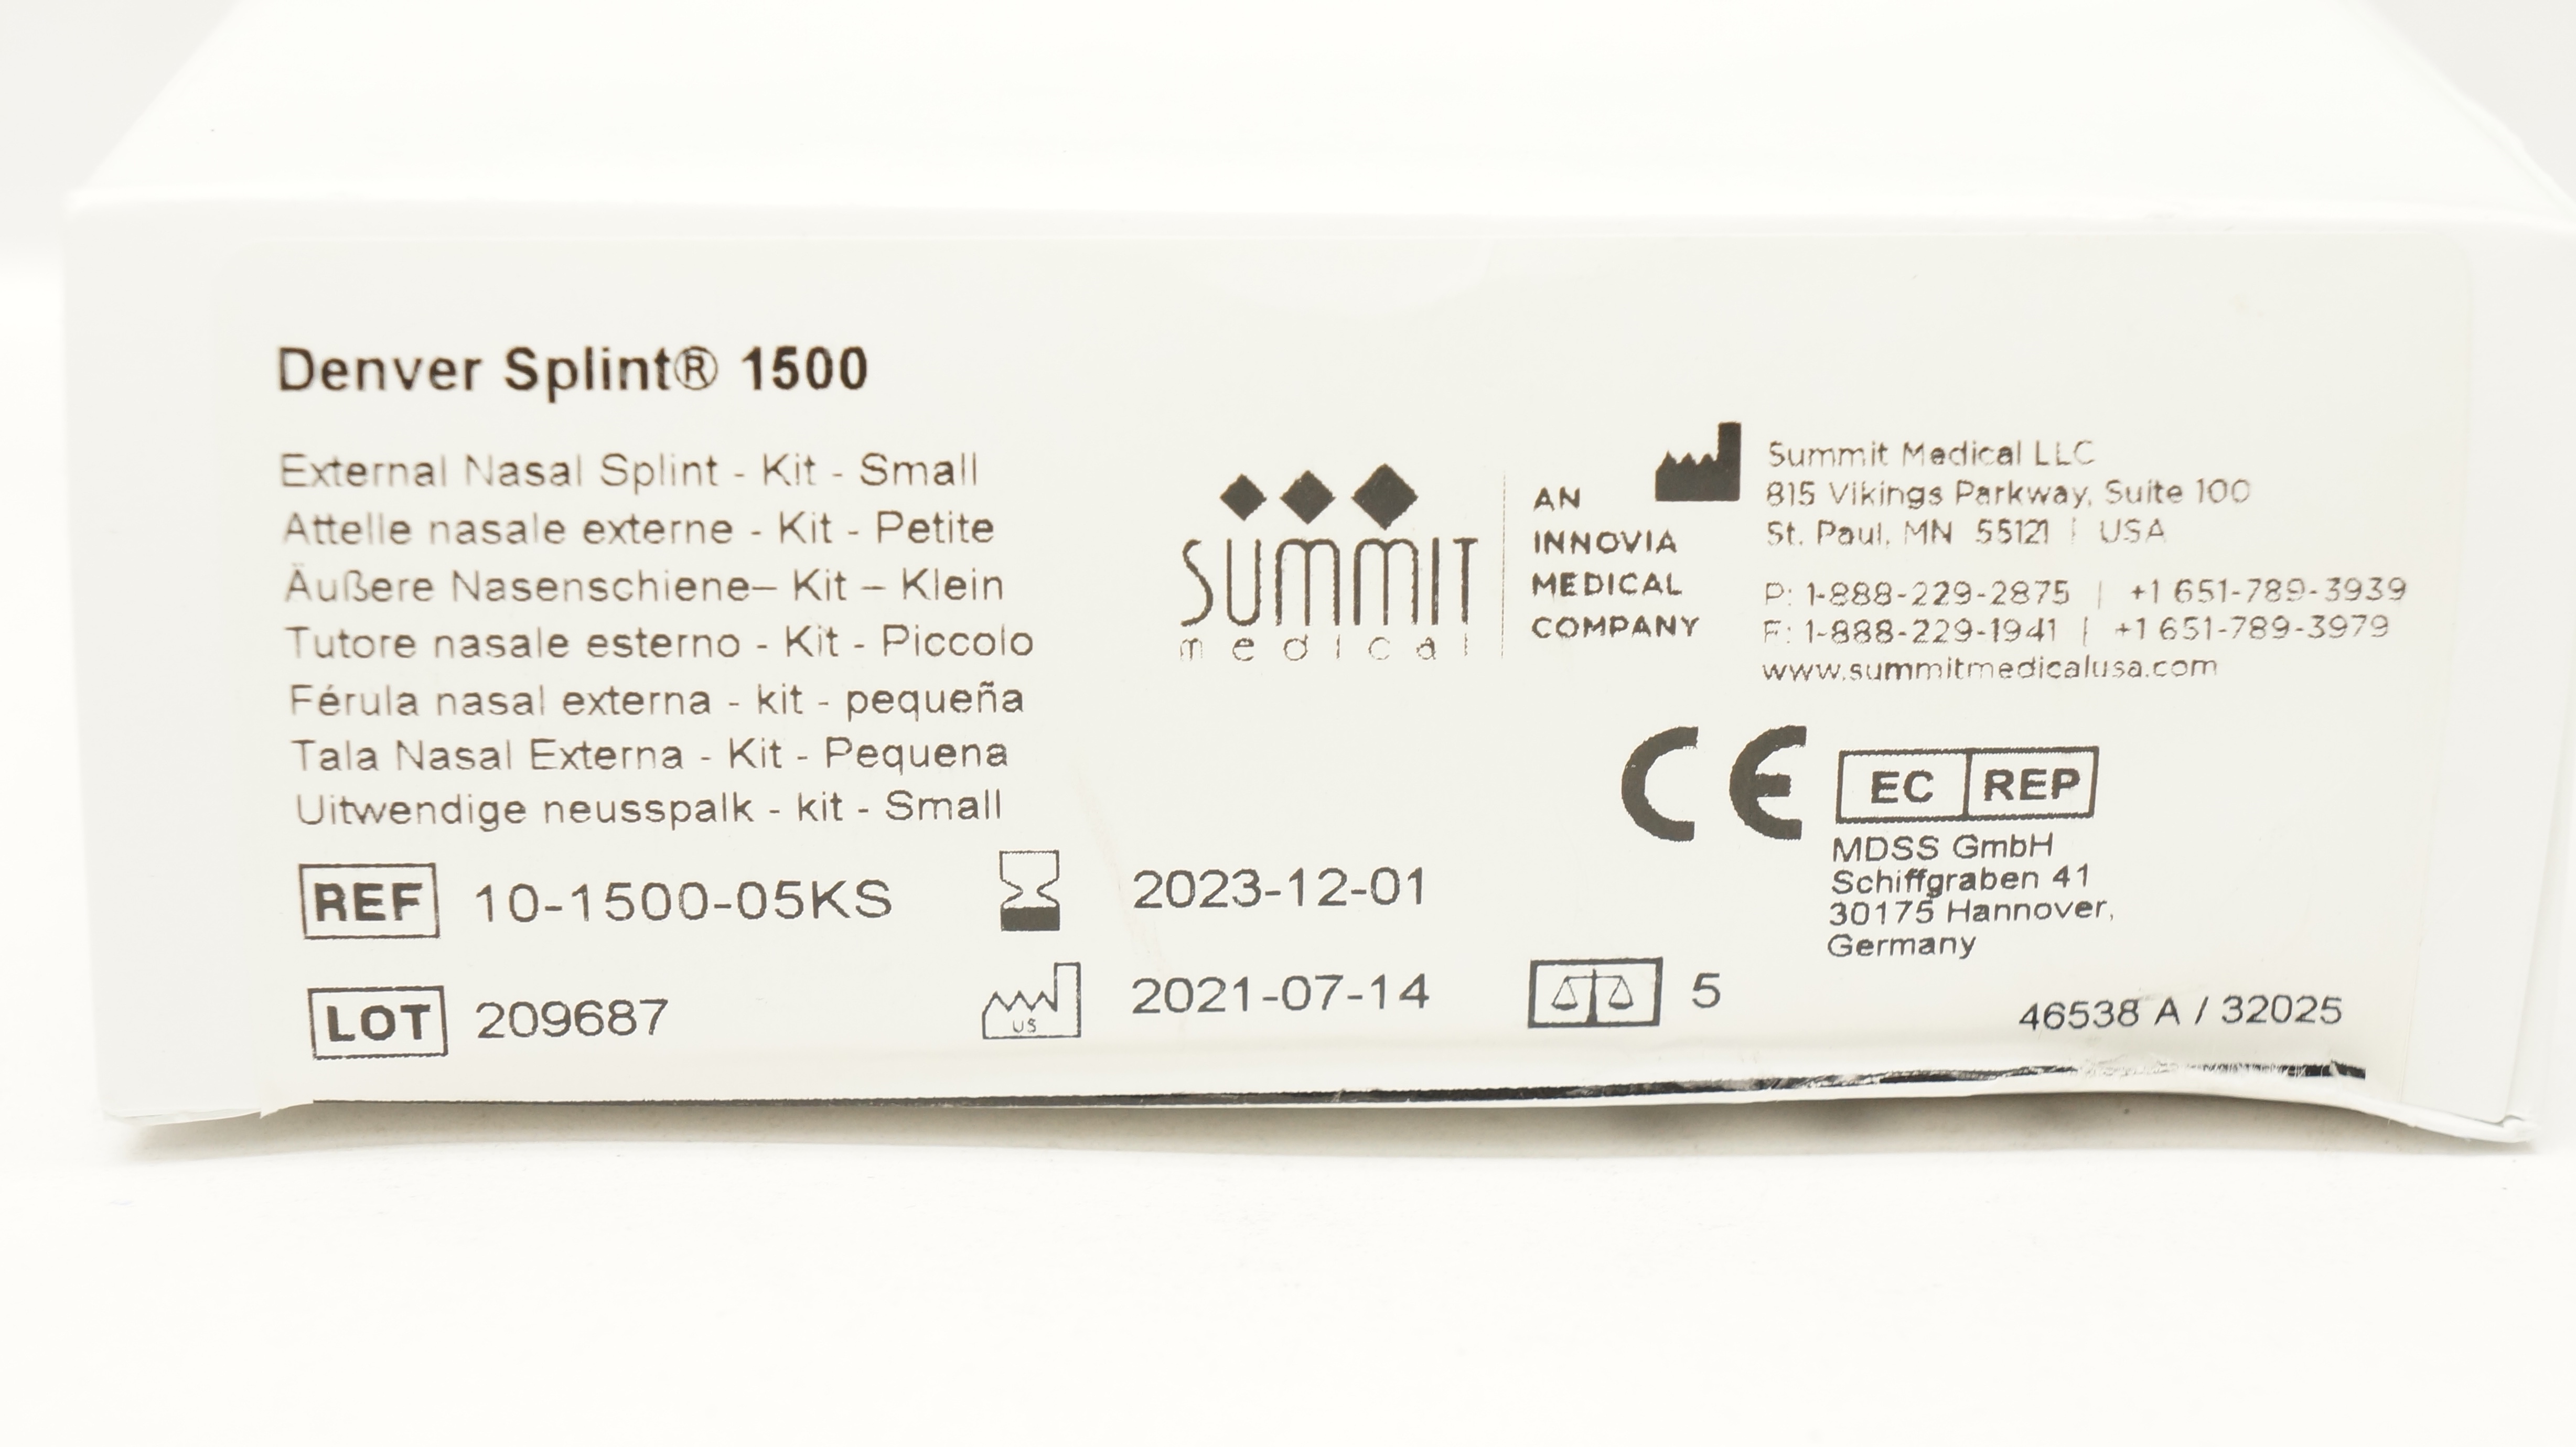 Denver Splint® 1500
External Nasal Splint - Kit - Small
Attelle nasale externe - Kit - Petite
Äußere Nasenschiene– Kit – Klein
Tutore nasale esterno - Kit - Piccolo
Férula nasal externa - kit - pequeña
Tala Nasal Externa - Kit - Pequena
Uitwendige neusspalk - kit - Small
REF 10-1500-05KS
LOT 209687
2023-12-01
US 2021-07-14
5
SUMMIT
medical
AN
INNOVIA
MEDICAL
COMPANY
Summit Medical LLC
815 Vikings Parkway, Suite 100
St. Paul, MN 55121 | USA
P: 1-888-229-2875 | +1 651-789-3939
F: 1-888-229-1941 | +1 651-789-3979
www.summitmedicalusa.com
CE
EC REP
MDSS GmbH
Schiffgraben 41
30175 Hannover,
Germany
46538 A / 32025